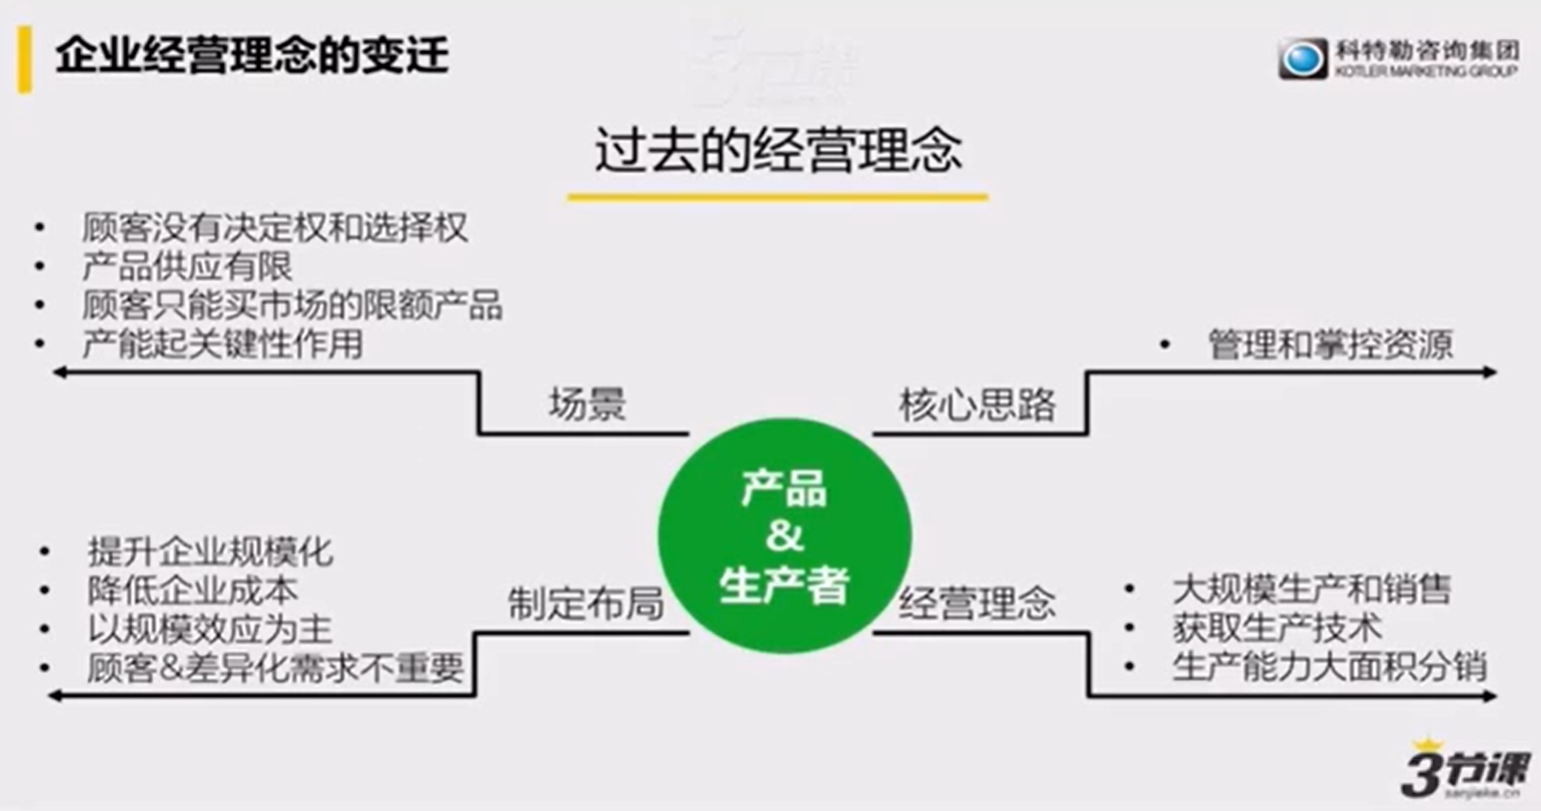 企业经营理念的变迁
科特勒咨询集团
KOTLER MARKETING GROUP
过去的经营理念
• 顾客没有决定权和选择权
• 产品供应有限
• 顾客只能买市场的限额产品
• 产能起关键性作用
场景
核心思路
• 管理和掌控资源
产品
&
生产者
制定布局
• 提升企业规模化
• 降低企业成本
• 以规模效应为主
• 顾客&差异化需求不重要
经营理念
• 大规模生产和销售
• 获取生产技术
• 生产能力大面积分销
3节课
sanjieke.cn